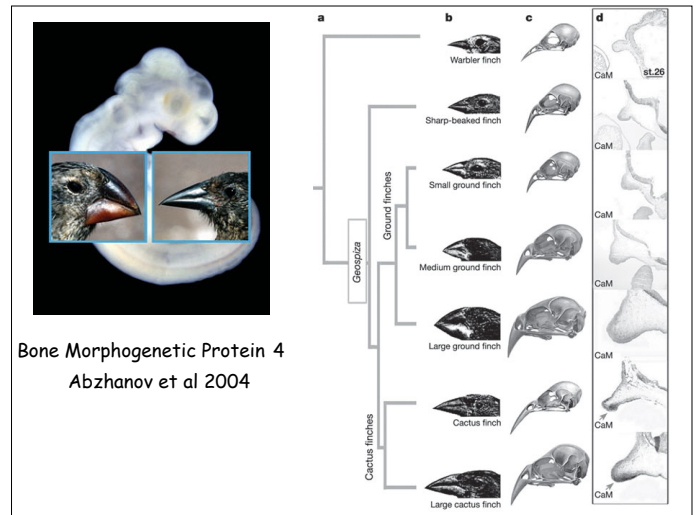 Bone Morphogenetic Protein 4
Abzhanov et al 2004
a
b
c
d
Warbler finch
Sharp-beaked finch
Small ground finch
Medium ground finch
Large ground finch
Cactus finch
Large cactus finch
Geospiza
Ground finches
Cactus finches
st.26
CaM
CaM
CaM
CaM
CaM
CaM
CaM